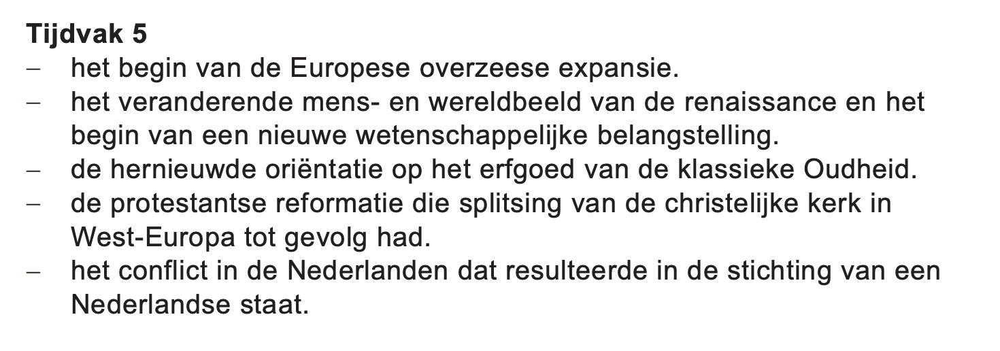 Tijdvak 5
– het begin van de Europese overzeese expansie.
– het veranderende mens- en wereldbeeld van de renaissance en het
begin van een nieuwe wetenschappelijke belangstelling.
– de hernieuwde oriëntatie op het erfgoed van de klassieke Oudheid.
– de protestantse reformatie die splitsing van de christelijke kerk in
West-Europa tot gevolg had.
– het conflict in de Nederlanden dat resulteerde in de stichting van een
Nederlandse staat.